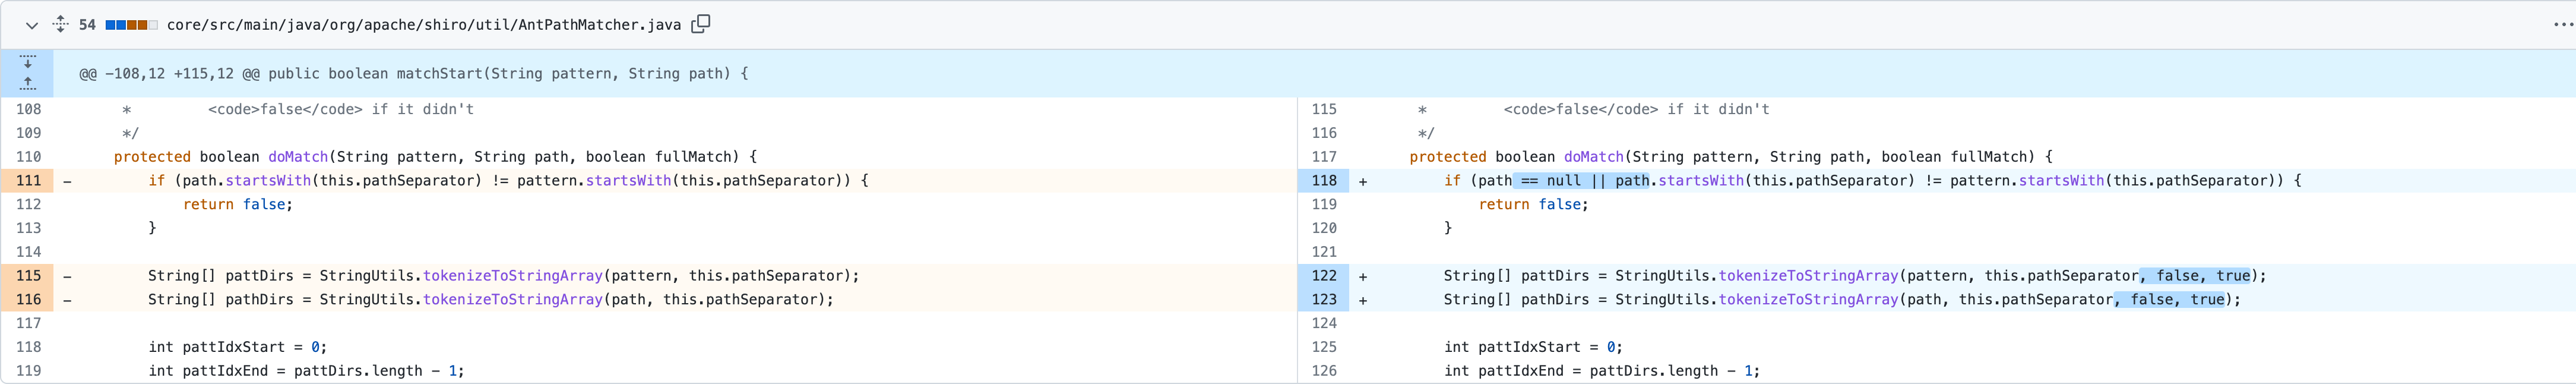 54 core/src/main/java/org/apache/shiro/util/AntPathMatcher.java
@@ -108,12 +115,12 @@ public boolean matchStart(String pattern, String path) {
108 * <code>false</code> if it didn't
109 */
110 protected boolean doMatch(String pattern, String path, boolean fullMatch) {
111 - if (path.startsWith(this.pathSeparator) != pattern.startsWith(this.pathSeparator)) {
112 return false;
113 }
114
115 - String[] pattDirs = StringUtils.tokenizeToStringArray(pattern, this.pathSeparator);
116 - String[] pathDirs = StringUtils.tokenizeToStringArray(path, this.pathSeparator);
117
118 int pattIdxStart = 0;
119 int pattIdxEnd = pattDirs.length - 1;
115 * <code>false</code> if it didn't
116 */
117 protected boolean doMatch(String pattern, String path, boolean fullMatch) {
118 + if (path == null || path.startsWith(this.pathSeparator) != pattern.startsWith(this.pathSeparator)) {
119 return false;
120 }
121
122 + String[] pattDirs = StringUtils.tokenizeToStringArray(pattern, this.pathSeparator, false, true);
123 + String[] pathDirs = StringUtils.tokenizeToStringArray(path, this.pathSeparator, false, true);
124
125 int pattIdxStart = 0;
126 int pattIdxEnd = pattDirs.length - 1;